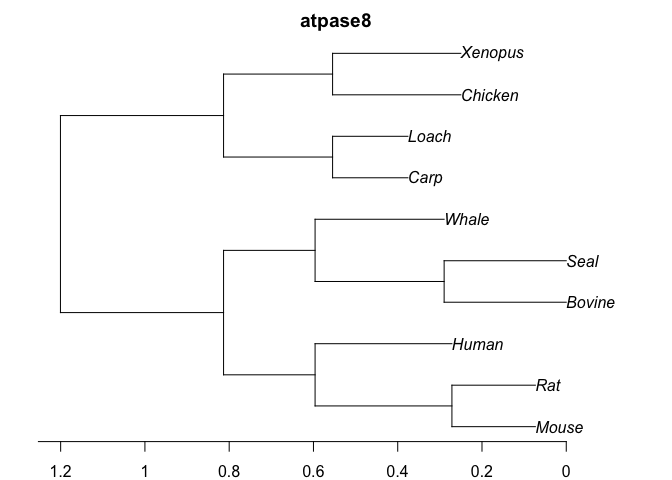 atpase8
Xenopus
Chicken
Loach
Carp
Whale
Seal
Bovine
Human
Rat
Mouse
1.2 1 0.8 0.6 0.4 0.2 0